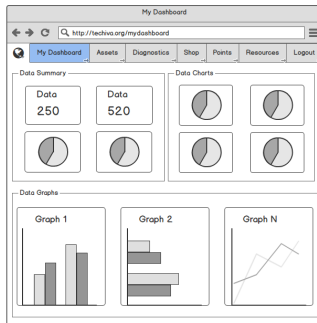 My Dashboard
http://techivo.org/mydashboard
My Dashboard Assets Diagnostics Shop Points Resources Logout
Data Summary
Data Charts
Data Data
250 520
Data Graphs
Graph 1 Graph 2 Graph N